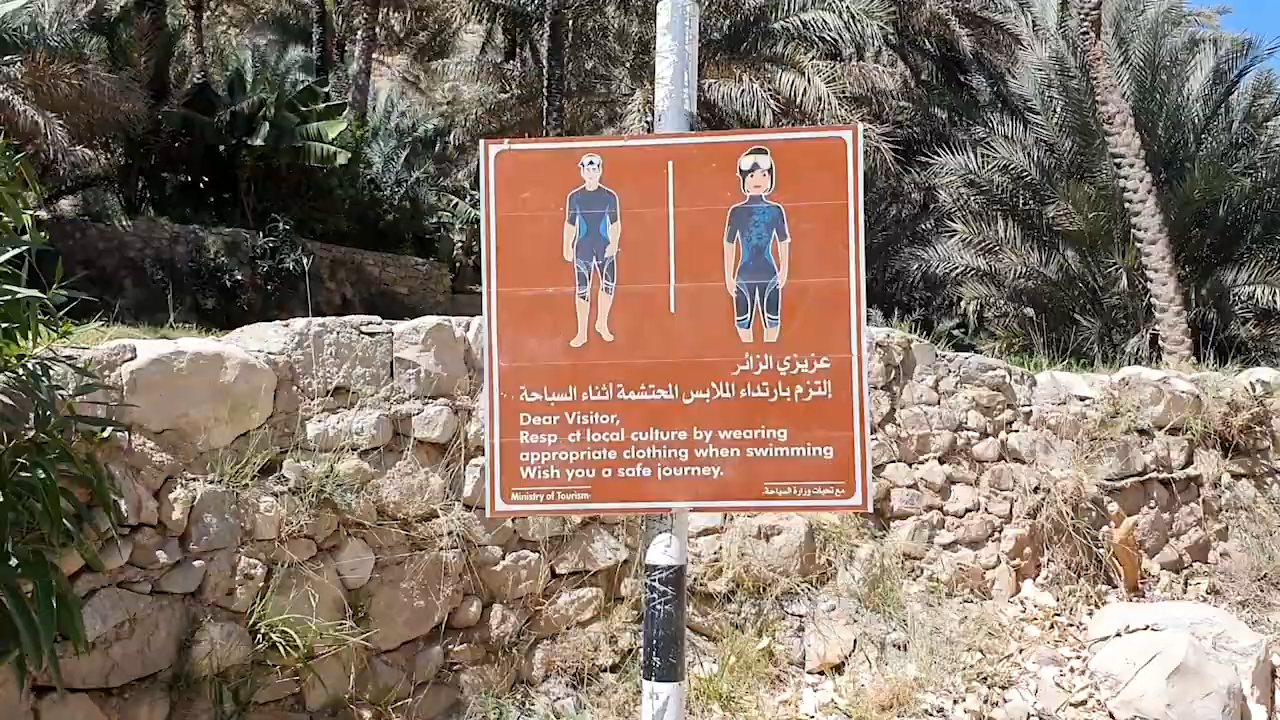 عزيزي الزائر
إلتزم بارتداء الملابس المحتشمة أثناء السباحة
Dear Visitor,
Resp ct local culture by wearing
appropriate clothing when swimming
Wish you a safe journey.
Ministry of Tourism
مع تحيات وزارة السياحة.